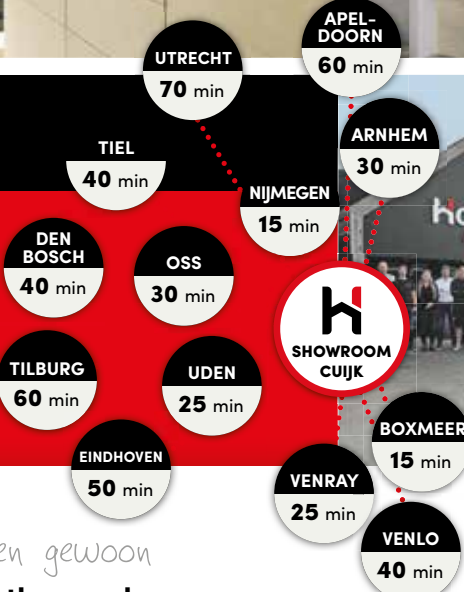 APEL-
DOORN
60 min
UTRECHT
70 min
ARNHEM
30 min
TIEL
40 min
NIJMEGEN
15 min
DEN
BOSCH
40 min
OSS
30 min
SHOWROOM
CUIJK
TILBURG
60 min
UDEN
25 min
BOXMEER
15 min
EINDHOVEN
50 min
VENRAY
25 min
VENLO
40 min
en gewoon